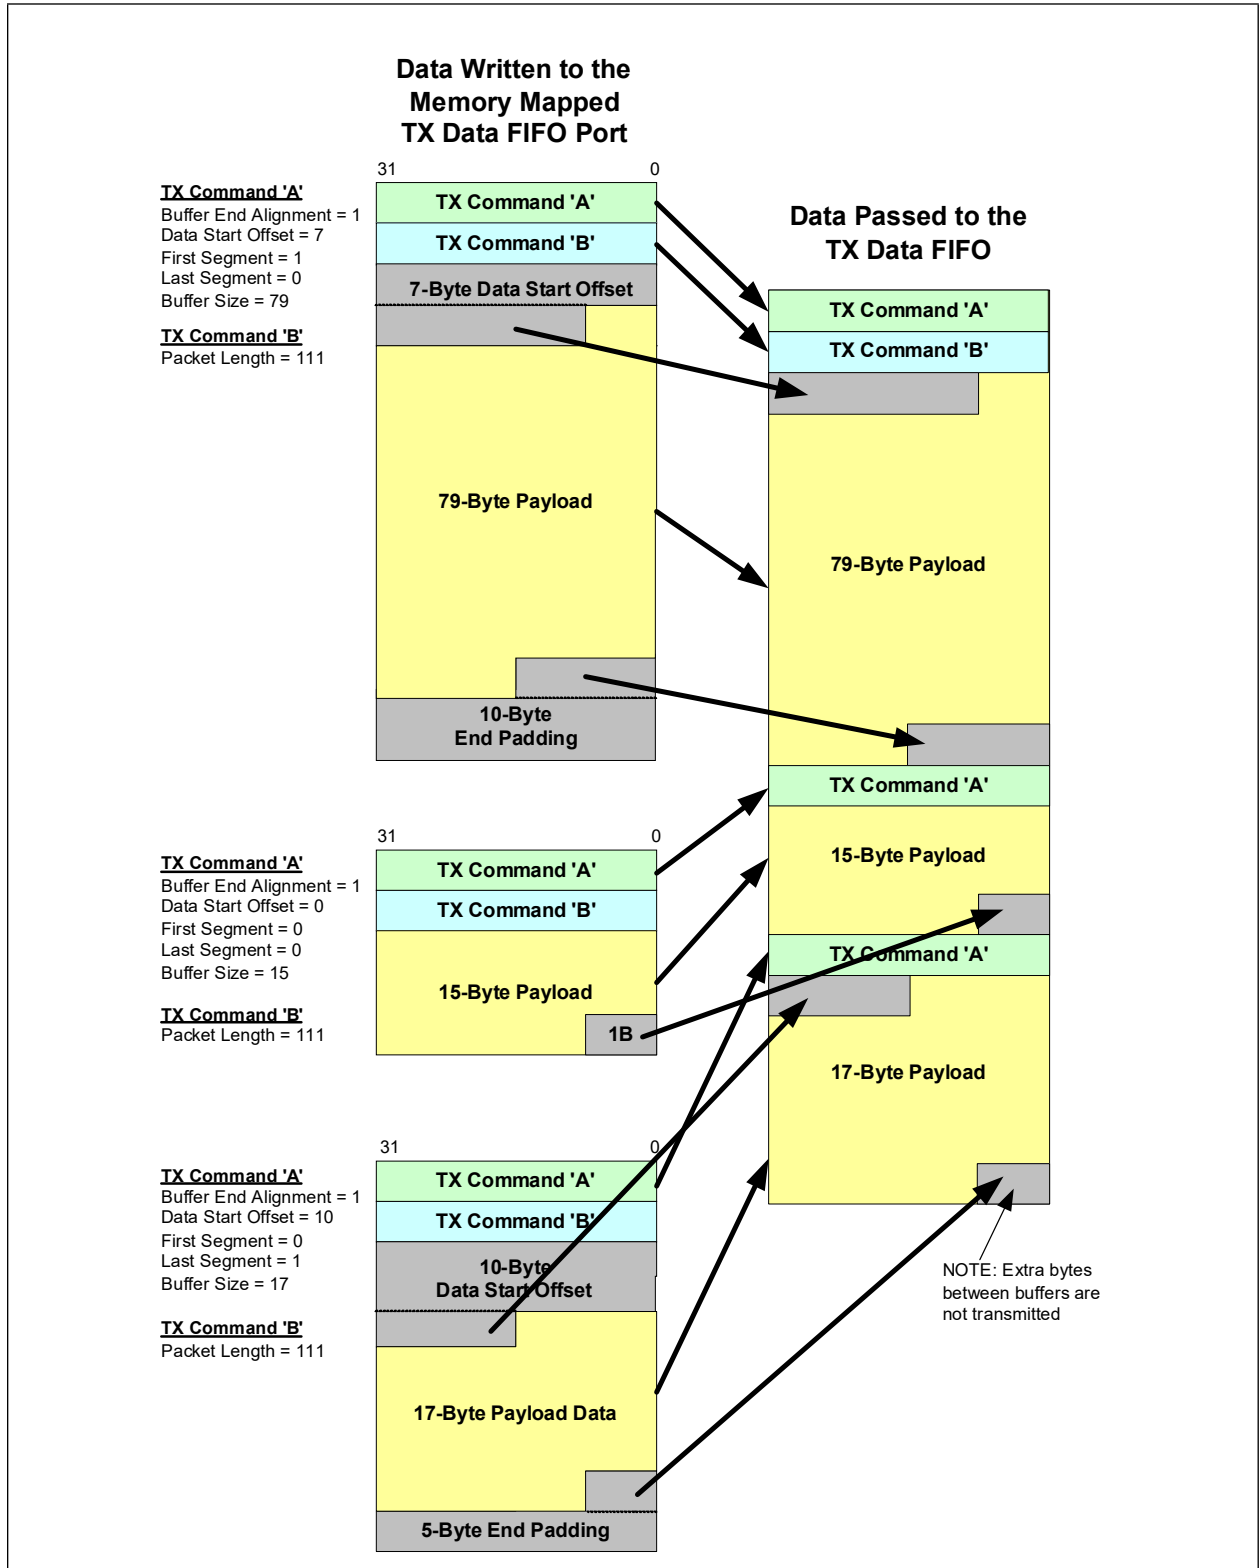 Data Written to the
Memory Mapped
TX Data FIFO Port
31 0
TX Command 'A'
Buffer End Alignment = 1
Data Start Offset = 7
First Segment = 1
Last Segment = 0
Buffer Size = 79
TX Command 'B'
Packet Length = 111
TX Command 'A'
TX Command 'B'
7-Byte Data Start Offset
79-Byte Payload
10-Byte
End Padding
Data Passed to the
TX Data FIFO
TX Command 'A'
TX Command 'B'
79-Byte Payload
TX Command 'A'
15-Byte Payload
TX Command 'A'
17-Byte Payload
NOTE: Extra bytes
between buffers are
not transmitted
31 0
TX Command 'A'
Buffer End Alignment = 1
Data Start Offset = 0
First Segment = 0
Last Segment = 0
Buffer Size = 15
TX Command 'B'
Packet Length = 111
TX Command 'A'
TX Command 'B'
15-Byte Payload
1B
31 0
TX Command 'A'
Buffer End Alignment = 1
Data Start Offset = 10
First Segment = 0
Last Segment = 1
Buffer Size = 17
TX Command 'B'
Packet Length = 111
TX Command 'A'
TX Command 'B'
10-Byte
Data Start Offset
17-Byte Payload Data
5-Byte End Padding